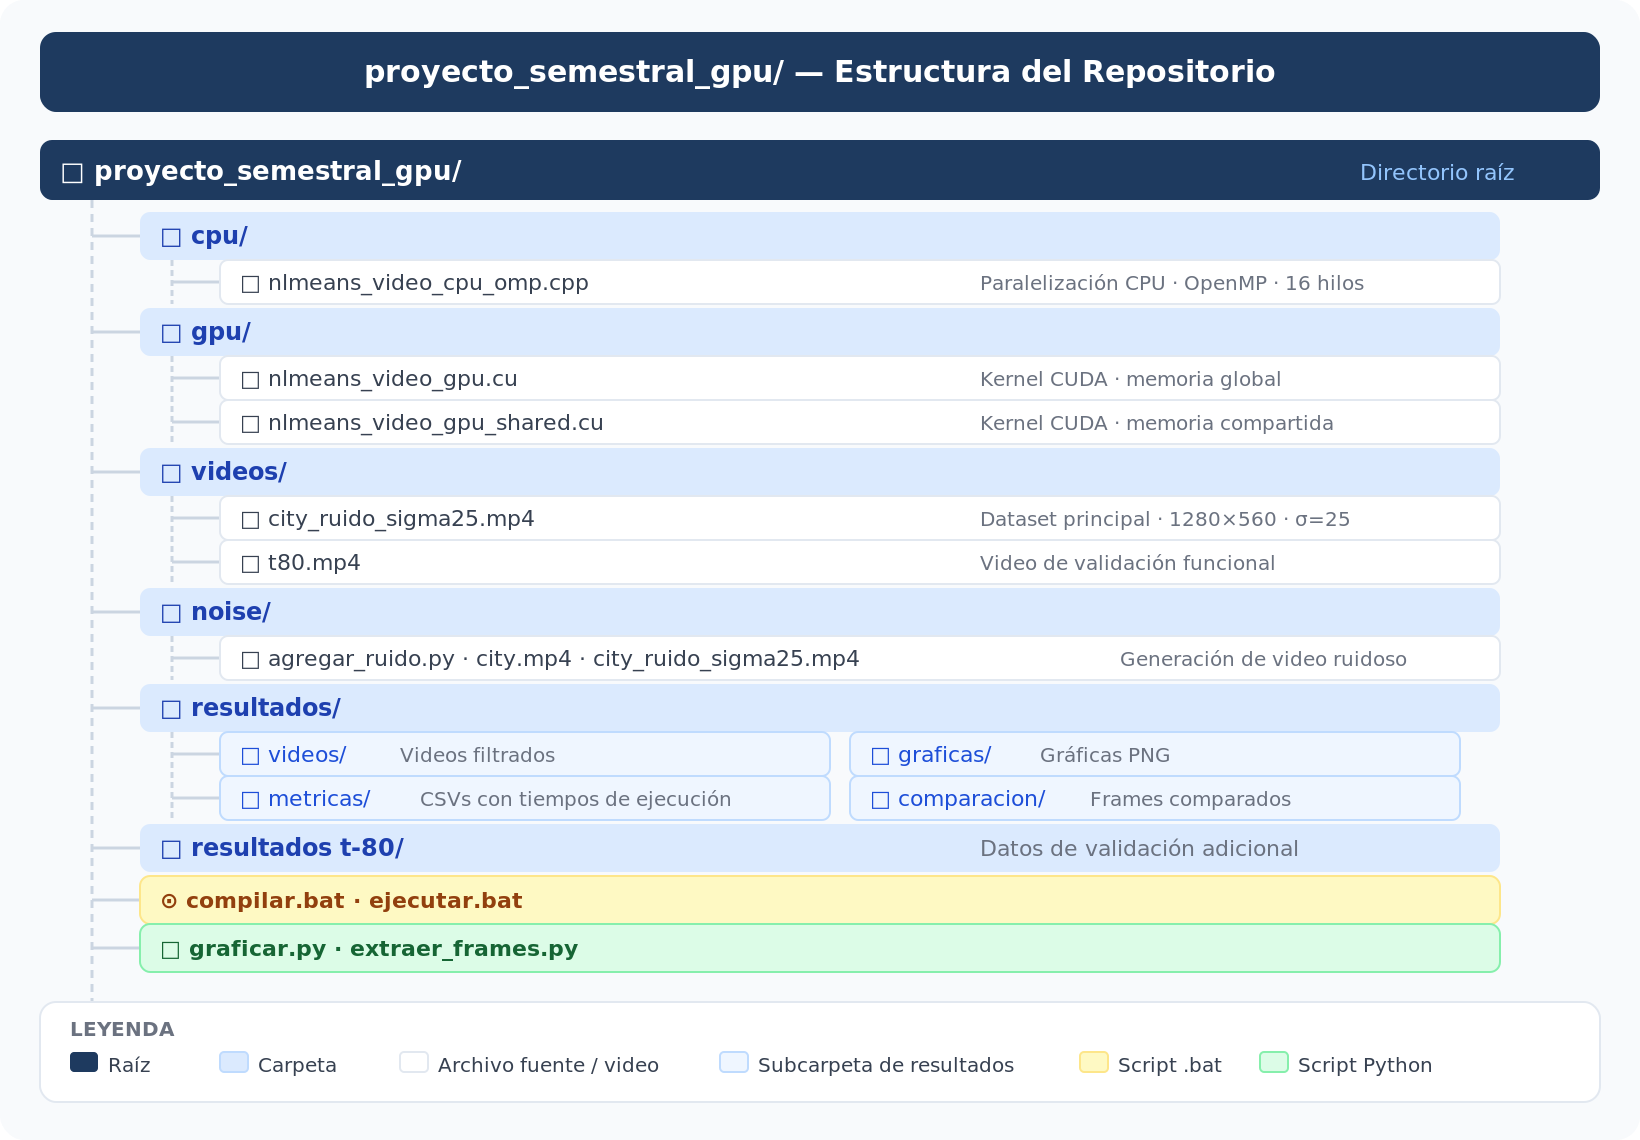 proyecto_semestral_gpu/ — Estructura del Repositorio
proyecto_semestral_gpu/ Directorio raíz
cpu/
nlmeans_video_cpu_omp.cpp Paralelización CPU · OpenMP · 16 hilos
gpu/
nlmeans_video_gpu.cu Kernel CUDA · memoria global
nlmeans_video_gpu_shared.cu Kernel CUDA · memoria compartida
videos/
city_ruido_sigma25.mp4 Dataset principal · 1280×560 · σ=25
t80.mp4 Video de validación funcional
noise/
agregar_ruido.py · city.mp4 · city_ruido_sigma25.mp4 Generación de video ruidoso
resultados/
videos/ Videos filtrados graficas/ Gráficas PNG
metricas/ CSVs con tiempos de ejecución comparacion/ Frames comparados
resultados t-80/ Datos de validación adicional
compilar.bat · ejecutar.bat
graficar.py · extraer_frames.py
LEYENDA
Raíz Carpeta Archivo fuente / video Subcarpeta de resultados Script .bat Script Python